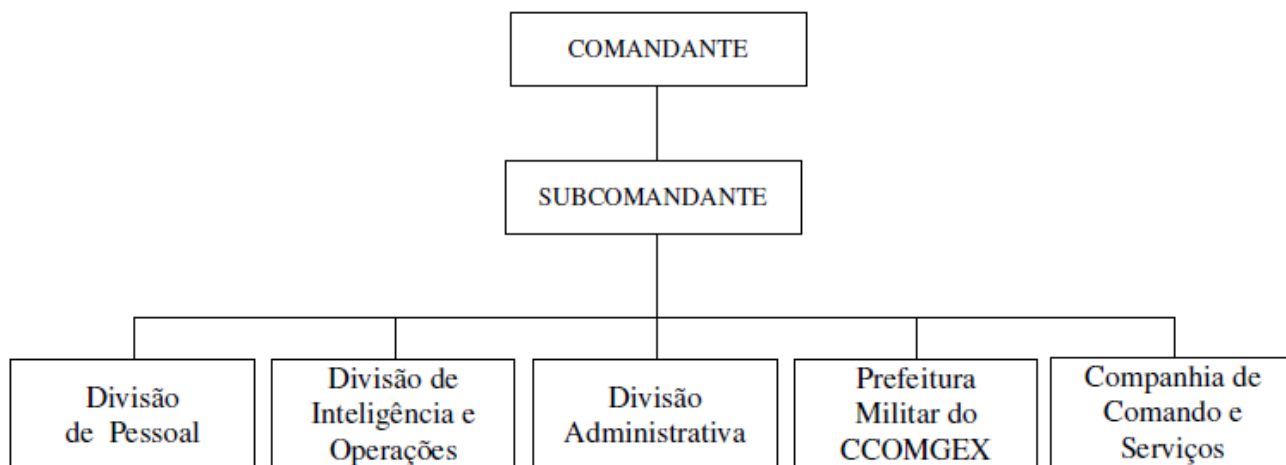 COMANDANTE
SUBCOMANDANTE
Divisão
de Pessoal
Divisão de
Inteligência e
Operações
Divisão
Administrativa
Prefeitura
Militar do
CCOMGEX
Companhia de
Comando e
Serviços